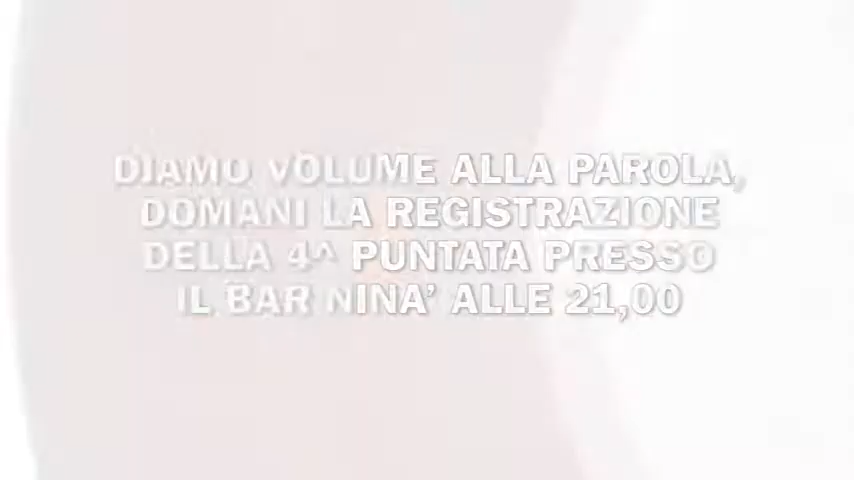 DIAMO VOLUME ALLA PAROLA,
DOMANI LA REGISTRAZIONE
DELLA 4^ PUNTATA PRESSO
IL BAR NINA' ALLE 21,00